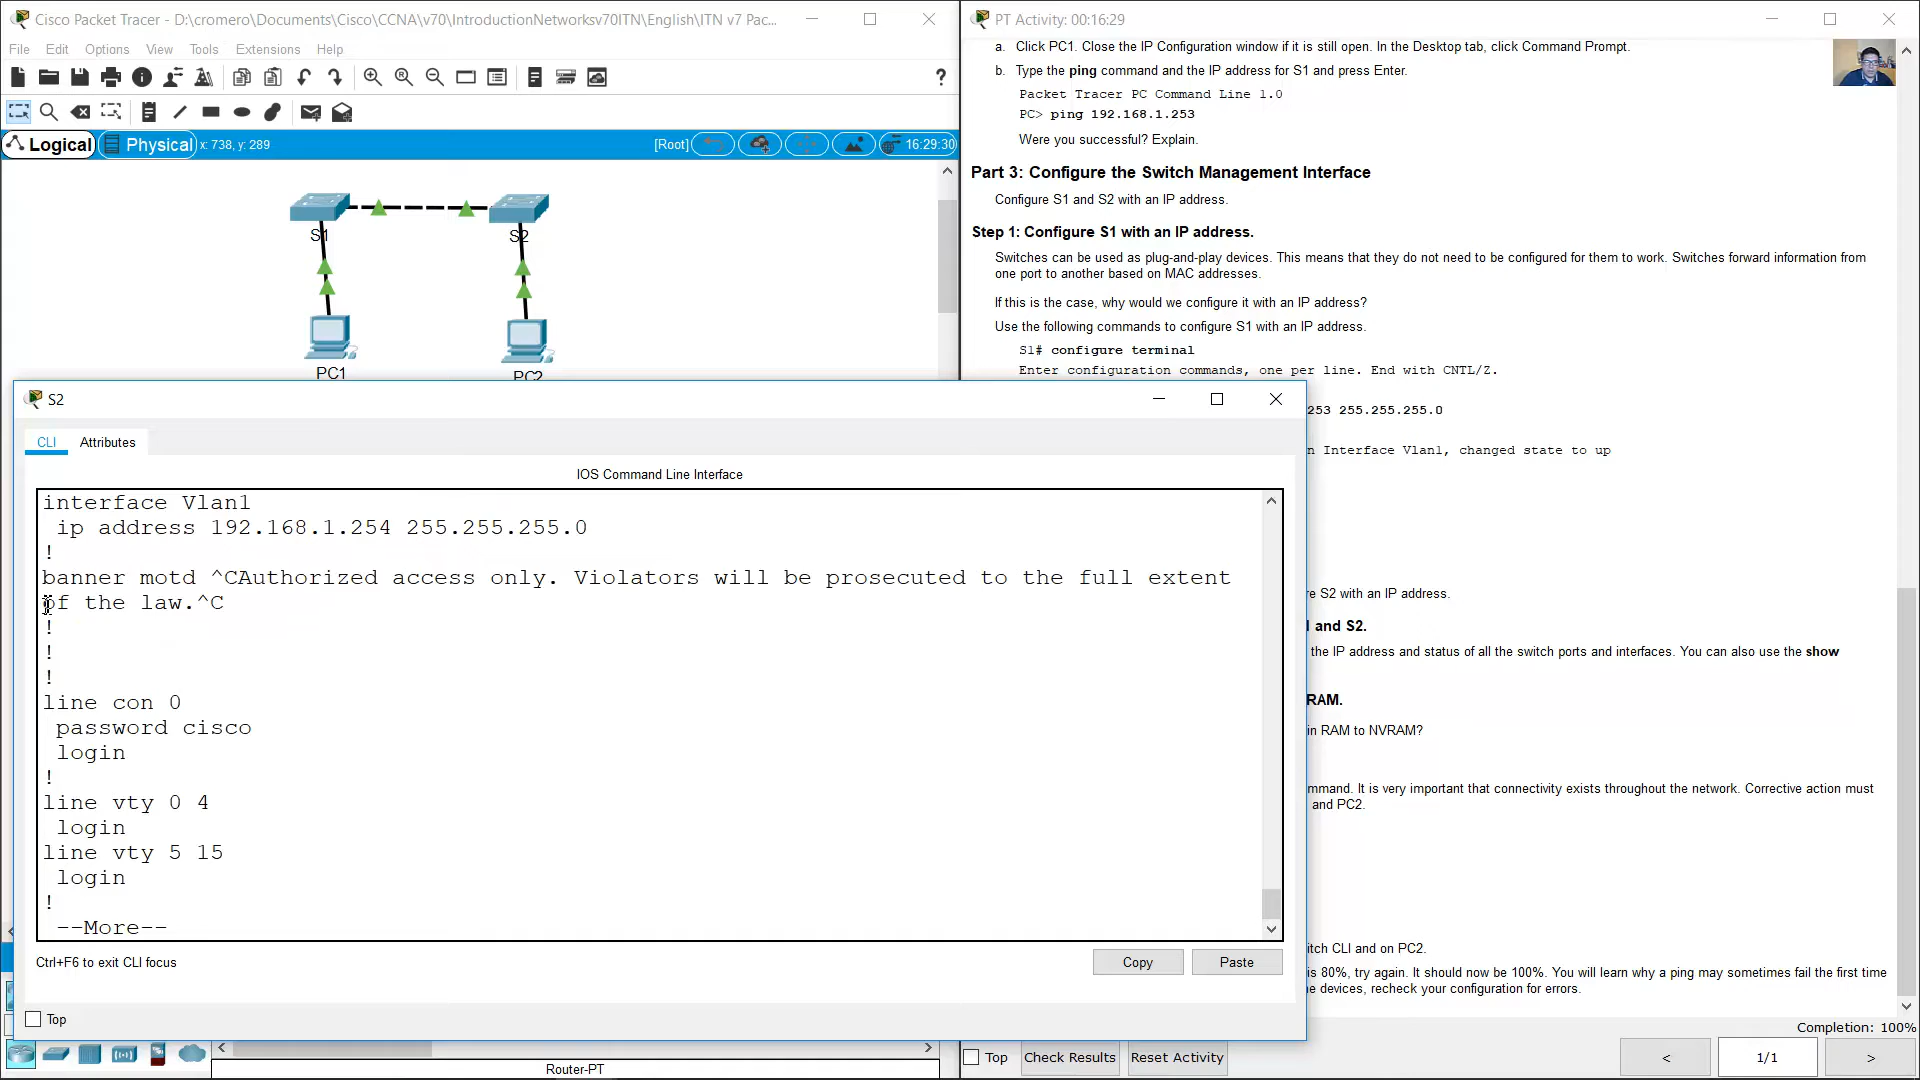 Cisco Packet Tracer - D:\cromero\Documents\Cisco\CCNA\v70\IntroductionNetworksv70ITN\English\ITN v7 Pac...
File Edit Options View Tools Extensions Help
?
Logical Physical x: 738, y: 289 [Root] 16:29:30
S1 S2
PC1 PC2
PT Activity: 00:16:29
a. Click PC1. Close the IP Configuration window if it is still open. In the Desktop tab, click Command Prompt.
b. Type the ping command and the IP address for S1 and press Enter.
Packet Tracer PC Command Line 1.0
PC> ping 192.168.1.253
Were you successful? Explain.
Part 3: Configure the Switch Management Interface
Configure S1 and S2 with an IP address.
Step 1: Configure S1 with an IP address.
Switches can be used as plug-and-play devices. This means that they do not need to be configured for them to work. Switches forward information from
one port to another based on MAC addresses.
If this is the case, why would we configure it with an IP address?
Use the following commands to configure S1 with an IP address.
S1# configure terminal
Enter configuration commands, one per line. End with CNTL/Z.
253 255.255.255.0
n Interface Vlan1, changed state to up
e S2 with an IP address.
and S2.
the IP address and status of all the switch ports and interfaces. You can also use the show
RAM.
in RAM to NVRAM?
mmand. It is very important that connectivity exists throughout the network. Corrective action must
and PC2.
itch CLI and on PC2.
is 80%, try again. It should now be 100%. You will learn why a ping may sometimes fail the first time
e devices, recheck your configuration for errors.
Completion: 100%
Top Check Results Reset Activity < 1/1 >
S2
CLI Attributes
IOS Command Line Interface
interface Vlan1
ip address 192.168.1.254 255.255.255.0
!
banner motd ^CAuthorized access only. Violators will be prosecuted to the full extent
of the law.^C
!
!
!
line con 0
password cisco
login
!
line vty 0 4
login
line vty 5 15
login
!
--More--
Ctrl+F6 to exit CLI focus Copy Paste
Top
Router-PT